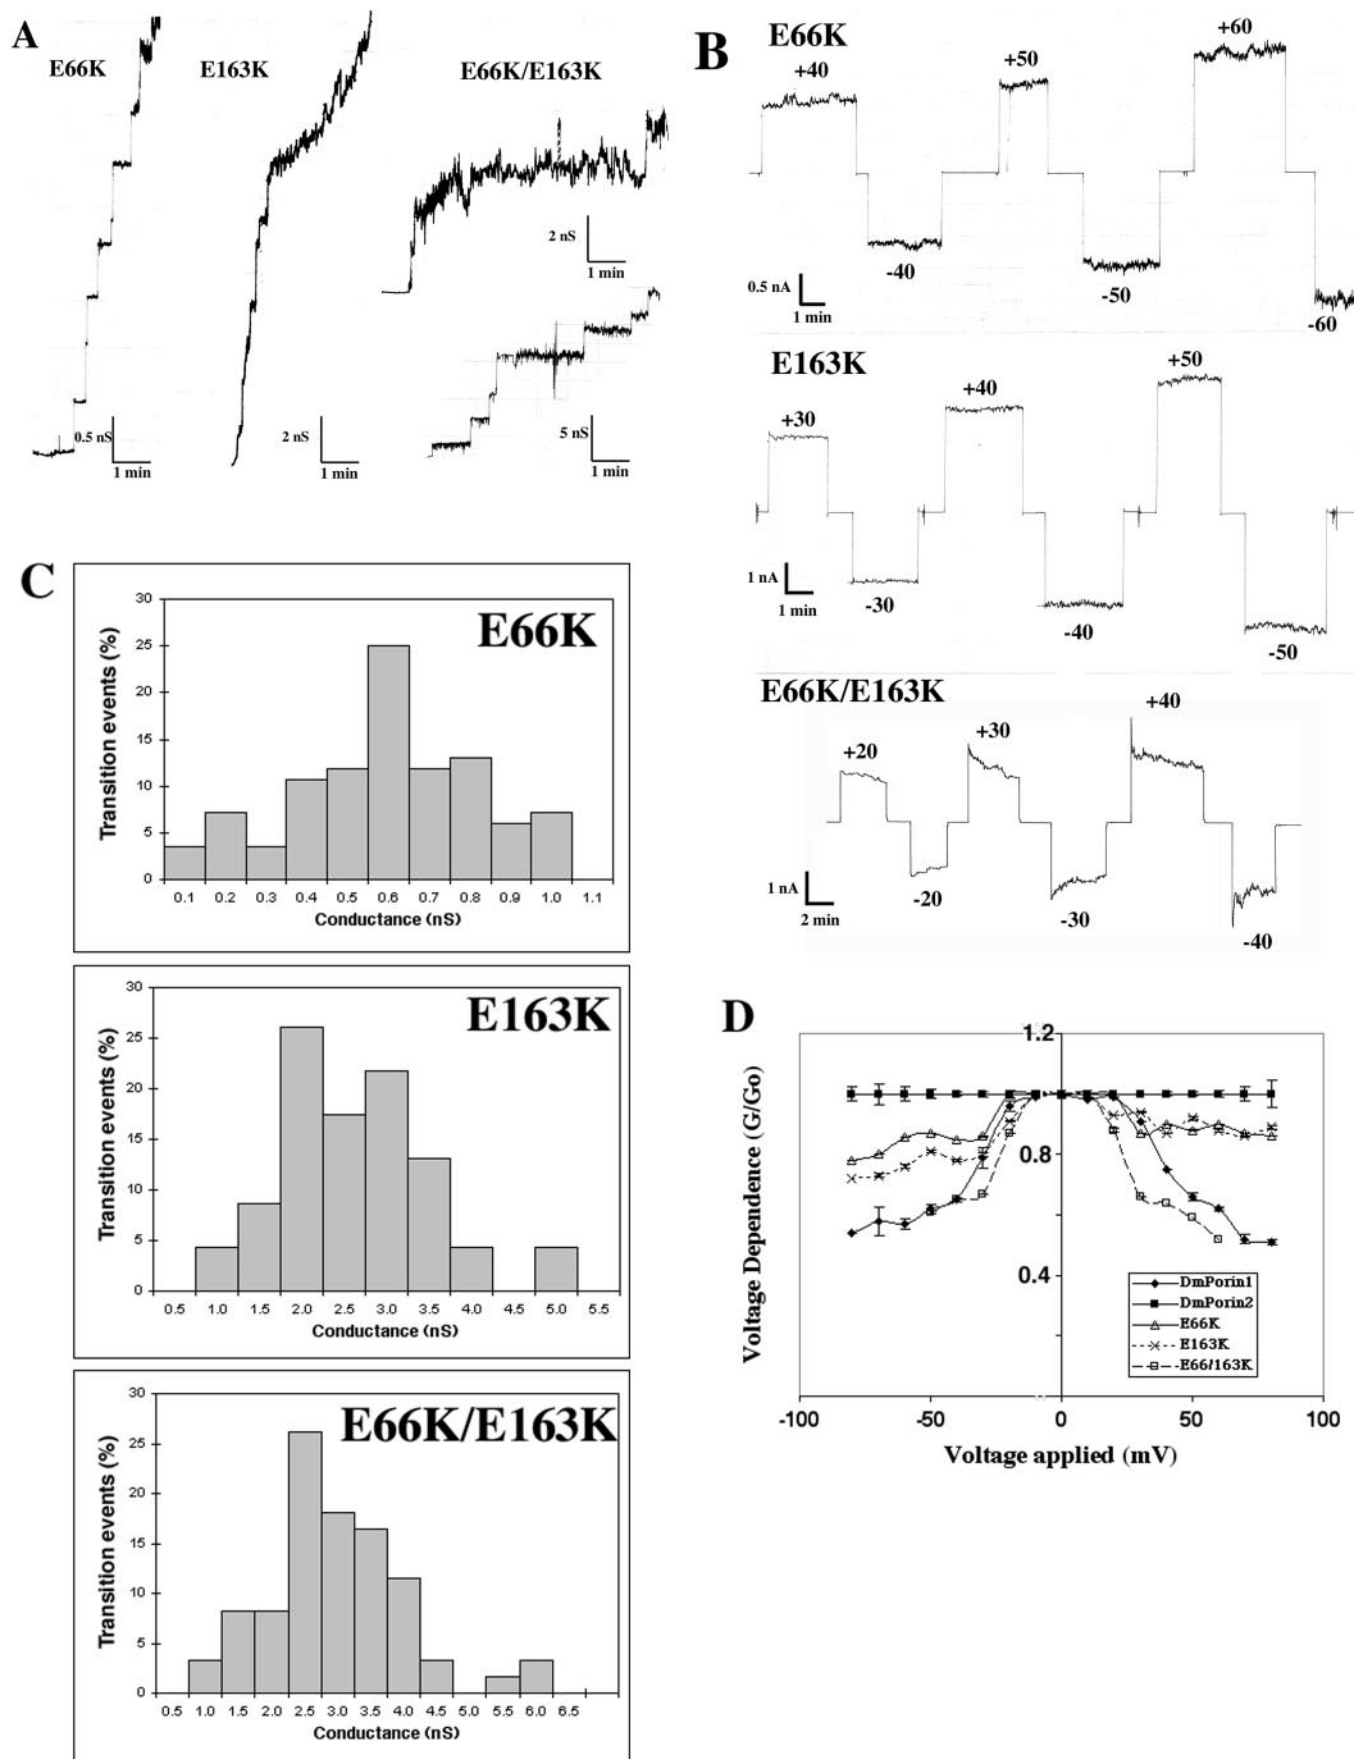 A
E66K
E163K
E66K/E163K
0.5 nS
1 min
2 nS
1 min
2 nS
1 min
5 nS
1 min
B
E66K
+40
+50
+60
-40
-50
-60
0.5 nA
1 min
E163K
+30
+40
+50
-30
-40
-50
1 nA
1 min
E66K/E163K
+20
+30
+40
-20
-30
-40
1 nA
2 min
C
E66K
Transition events (%)
30
25
20
15
10
5
0
0.1 0.2 0.3 0.4 0.5 0.6 0.7 0.8 0.9 1.0 1.1
Conductance (nS)
E163K
Transition events (%)
30
25
20
15
10
5
0
0.5 1.0 1.5 2.0 2.5 3.0 3.5 4.0 4.5 5.0 5.5
Conductance (nS)
E66K/E163K
Transition events (%)
30
25
20
15
10
5
0
0.5 1.0 1.5 2.0 2.5 3.0 3.5 4.0 4.5 5.5 6.0 6.5
Conductance (nS)
D
Voltage Dependence (G/Go)
1.2
0.8
0.4
DmPorin1
DmPorin2
E66K
E163K
E66/163K
-100 -50 0 50 100
Voltage applied (mV)